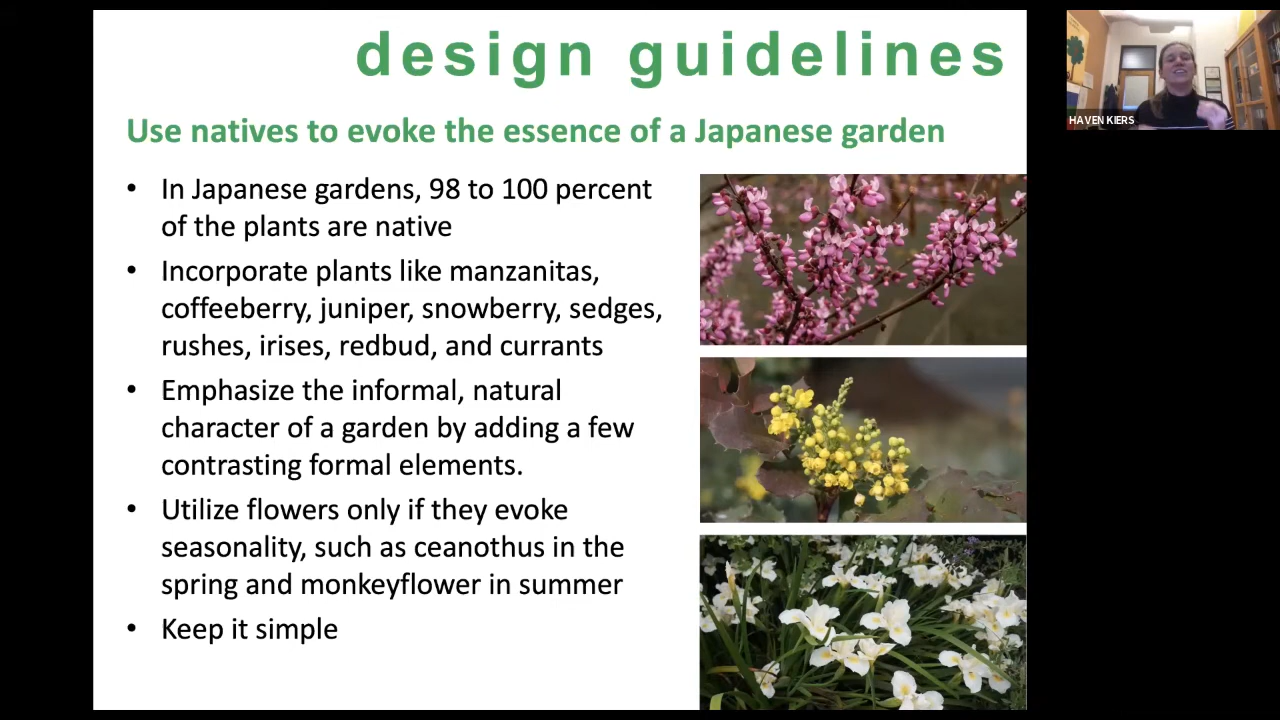 design guidelines
Use natives to evoke the essence of a Japanese garden
• In Japanese gardens, 98 to 100 percent
of the plants are native
• Incorporate plants like manzanitas,
coffeeberry, juniper, snowberry, sedges,
rushes, irises, redbud, and currants
• Emphasize the informal, natural
character of a garden by adding a few
contrasting formal elements.
• Utilize flowers only if they evoke
seasonality, such as ceanothus in the
spring and monkeyflower in summer
• Keep it simple
HAVEN KIERS